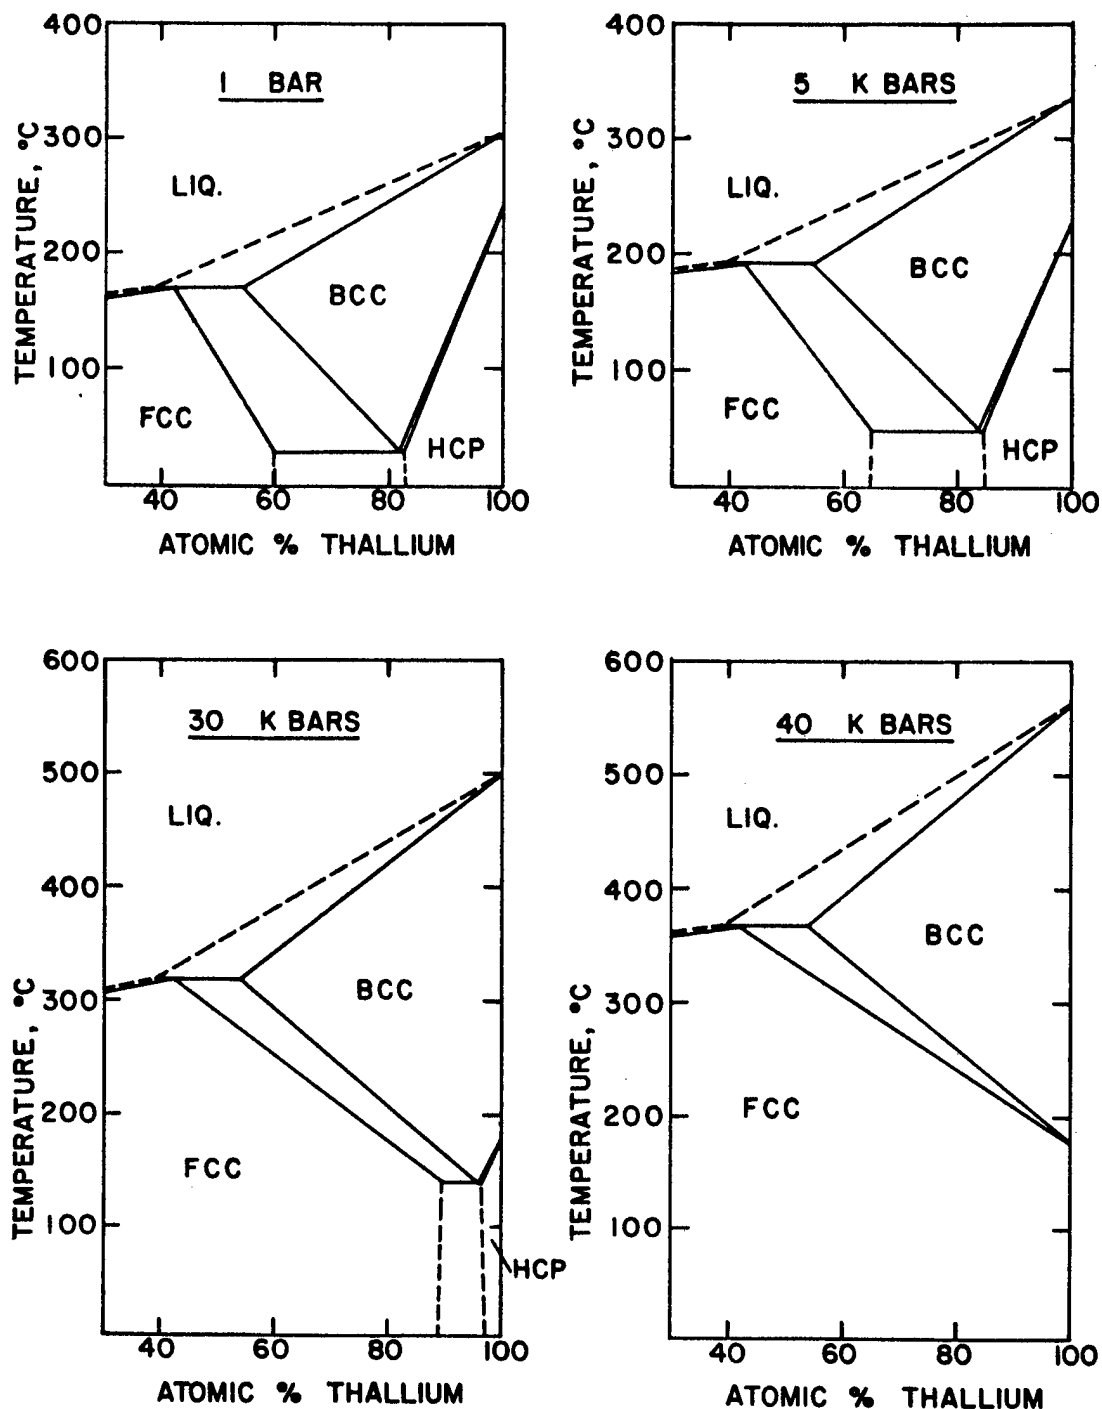 1 BAR
400
300
200
100
TEMPERATURE, °C
LIQ.
BCC
FCC
HCP
40 60 80 100
ATOMIC % THALLIUM
5 K BARS
400
300
200
100
TEMPERATURE, °C
LIQ.
BCC
FCC
HCP
40 60 80 100
ATOMIC % THALLIUM
30 K BARS
600
500
400
300
200
100
TEMPERATURE, °C
LIQ.
BCC
FCC
HCP
40 60 80 100
ATOMIC % THALLIUM
40 K BARS
600
500
400
300
200
100
TEMPERATURE, °C
LIQ.
BCC
FCC
40 60 80 100
ATOMIC % THALLIUM